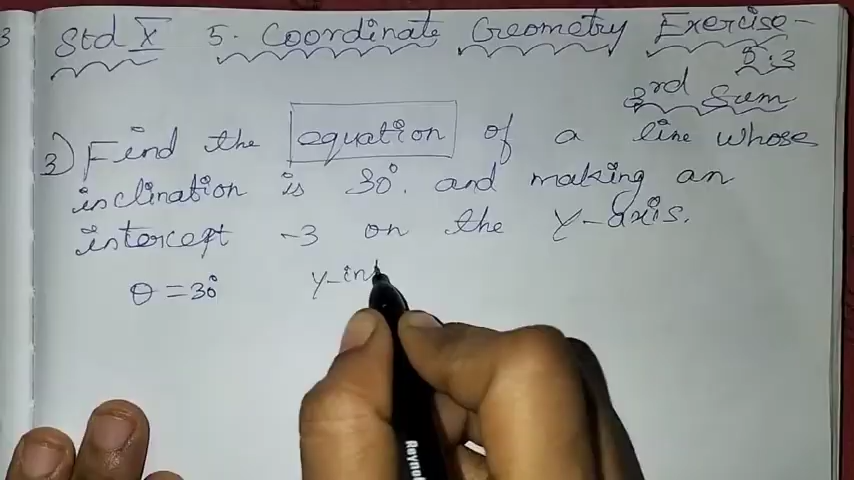 Std X 5. Coordinate Geometry Exercise-
5.3
3rd Sum
3) Find the equation of a line whose
inclination is 30° and making an
intercept -3 on the Y-axis.
θ = 30° y-int
Reynol